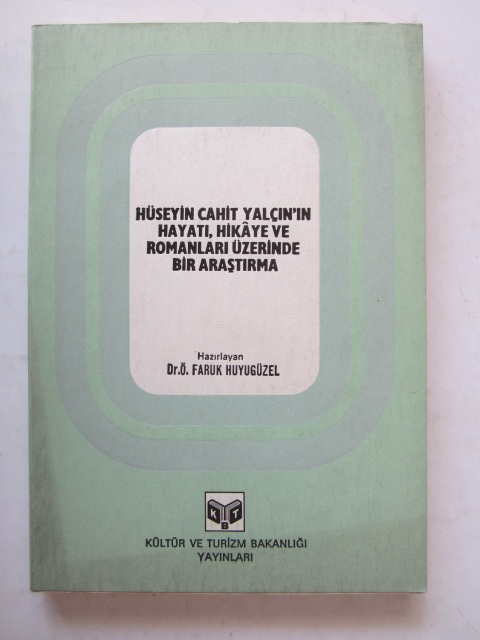 HÜSEYİN CAHİT YALÇIN'IN
HAYATI, HİKÂYE VE
ROMANLARI ÜZERİNDE
BİR ARAŞTIRMA
Hazırlayan
Dr.Ö. FARUK HUYUGÜZEL
K T
B
KÜLTÜR VE TURİZM BAKANLIĞI
YAYINLARI